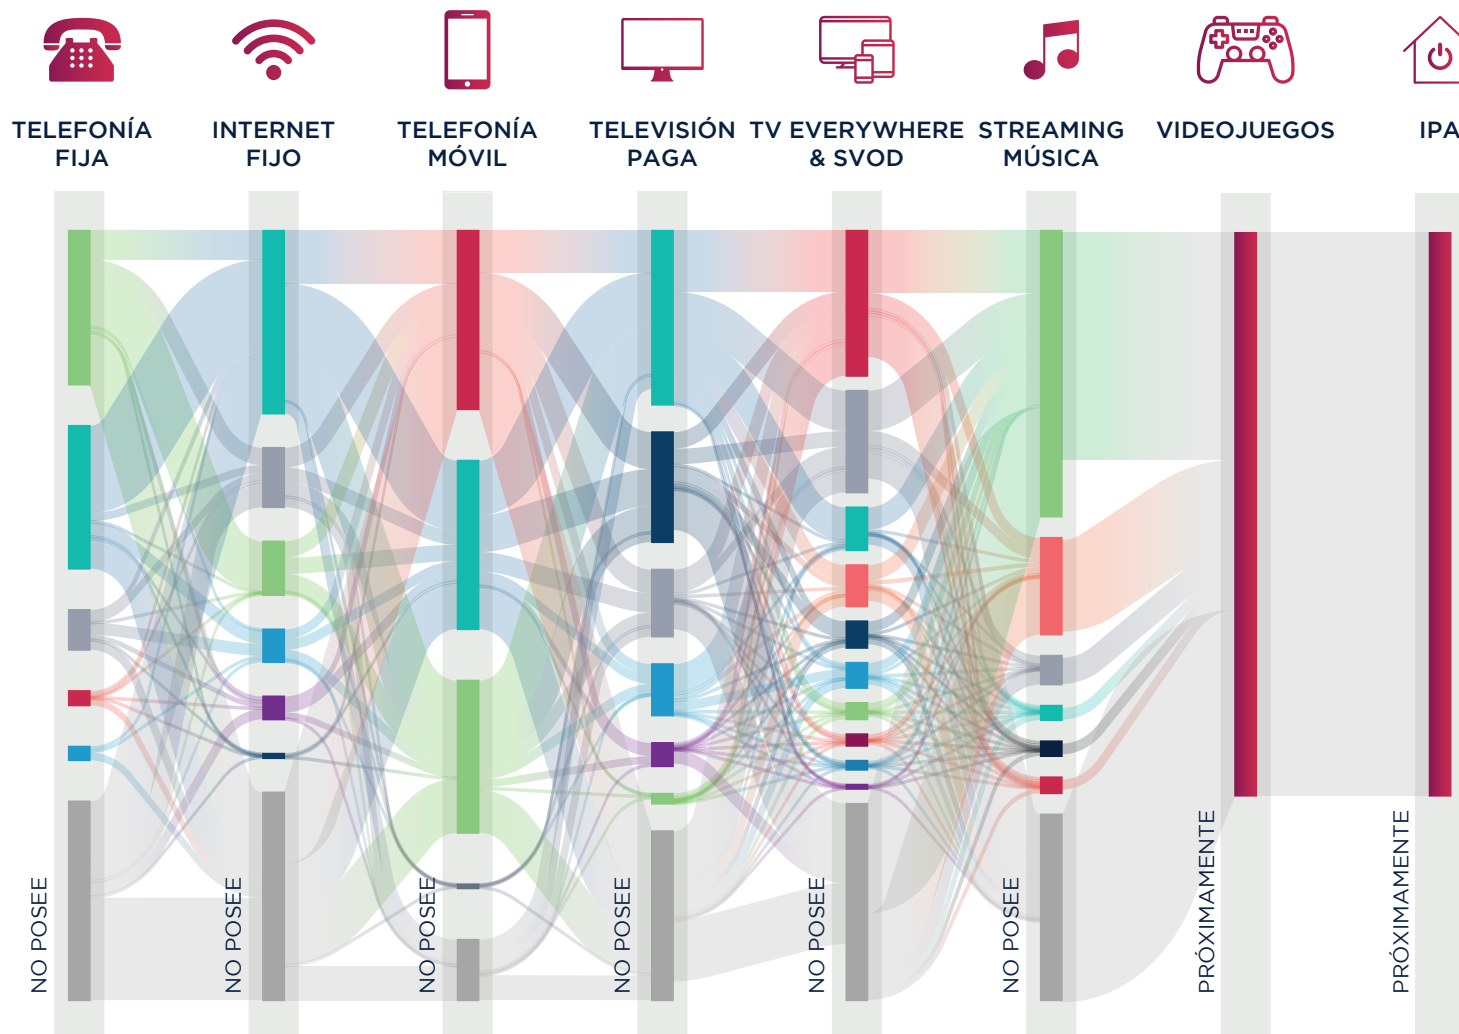 TELEFONÍA
FIJA
INTERNET
FIJO
TELEFONÍA
MÓVIL
TELEVISIÓN
PAGA
TV EVERYWHERE
& SVOD
STREAMING
MÚSICA
VIDEOJUEGOS
IPA
NO POSEE
NO POSEE
NO POSEE
NO POSEE
NO POSEE
NO POSEE
PRÓXIMAMENTE
PRÓXIMAMENTE